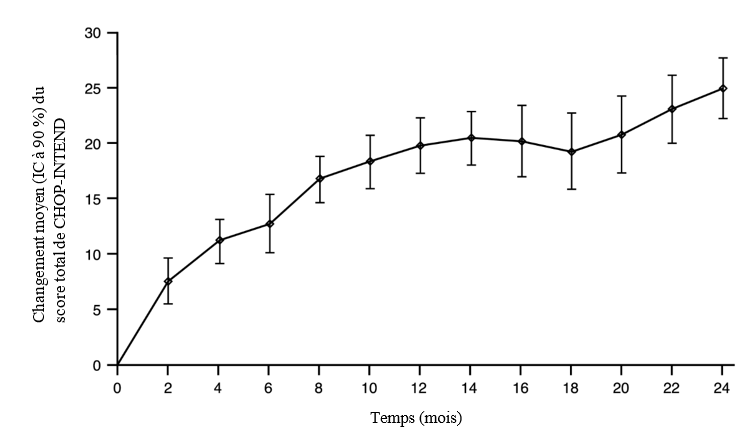 30
25
20
15
10
5
0
Changement moyen (IC à 90 %) du
score total de CHOP-INTEND
0 2 4 6 8 10 12 14 16 18 20 22 24
Temps (mois)